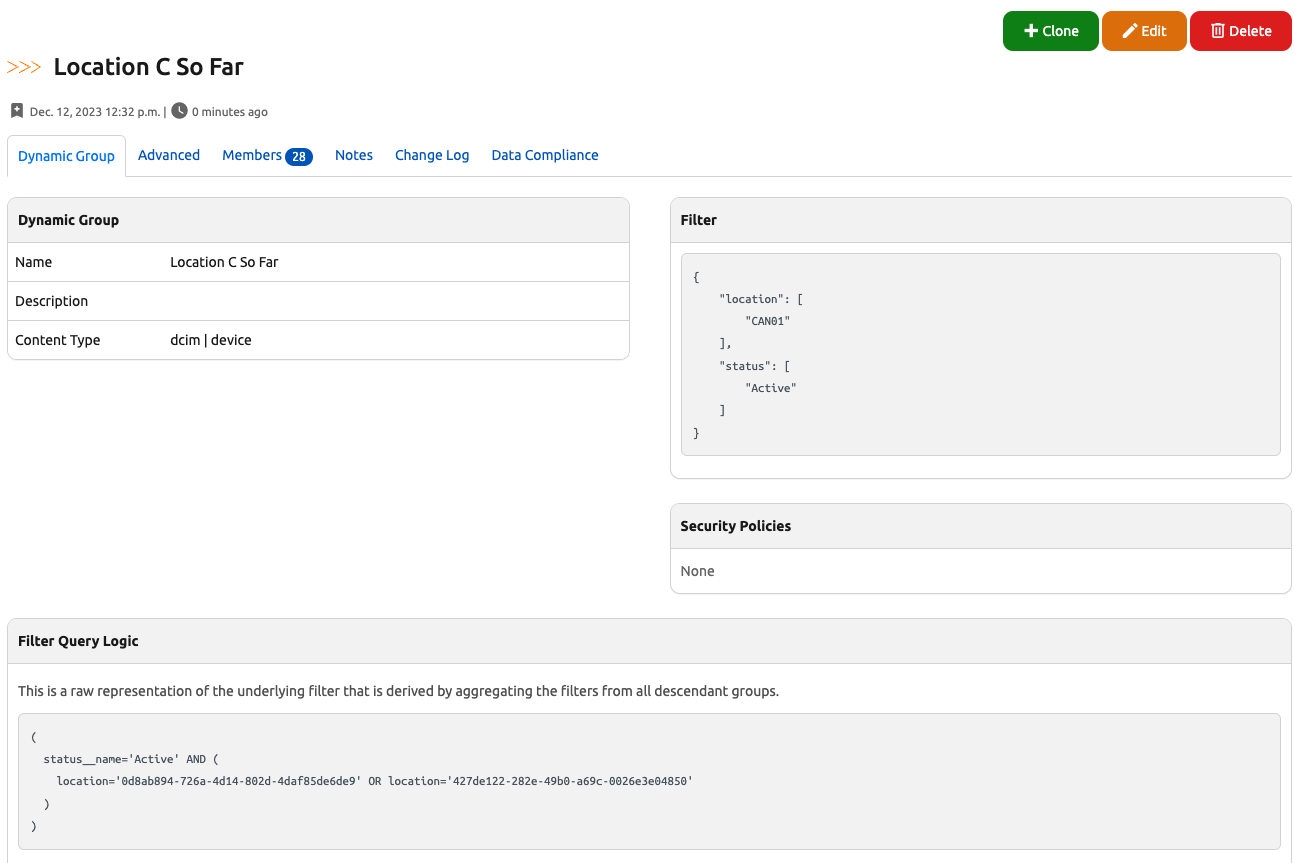 Clone Edit Delete
>>> Location C So Far
Dec. 12, 2023 12:32 p.m. | 0 minutes ago
Dynamic Group Advanced Members 28 Notes Change Log Data Compliance
Dynamic Group
Name Location C So Far
Description
Content Type dcim | device
Filter
{
    "location": [
        "CAN01"
    ],
    "status": [
        "Active"
    ]
}
Security Policies
None
Filter Query Logic
This is a raw representation of the underlying filter that is derived by aggregating the filters from all descendant groups.
(
  status__name='Active' AND (
    location='0d8ab894-726a-4d14-802d-4daf85de6de9' OR location='427de122-282e-49b0-a69c-0026e3e04850'
  )
)